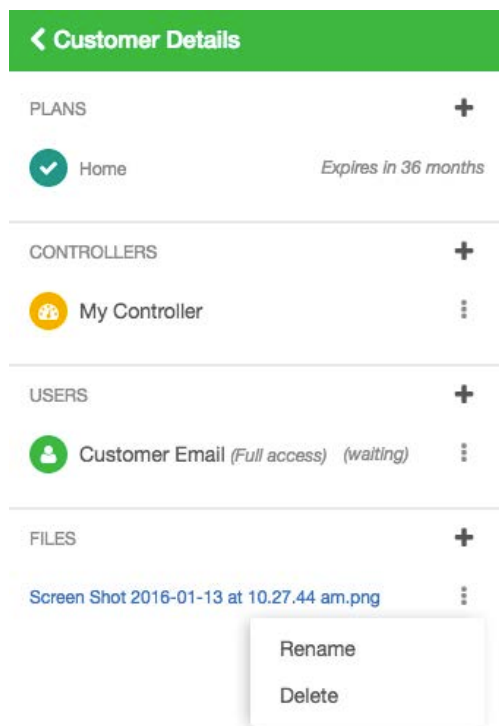 Customer Details
PLANS
Home Expires in 36 months
CONTROLLERS
My Controller
USERS
Customer Email (Full access) (waiting)
FILES
Screen Shot 2016-01-13 at 10.27.44 am.png
Rename
Delete